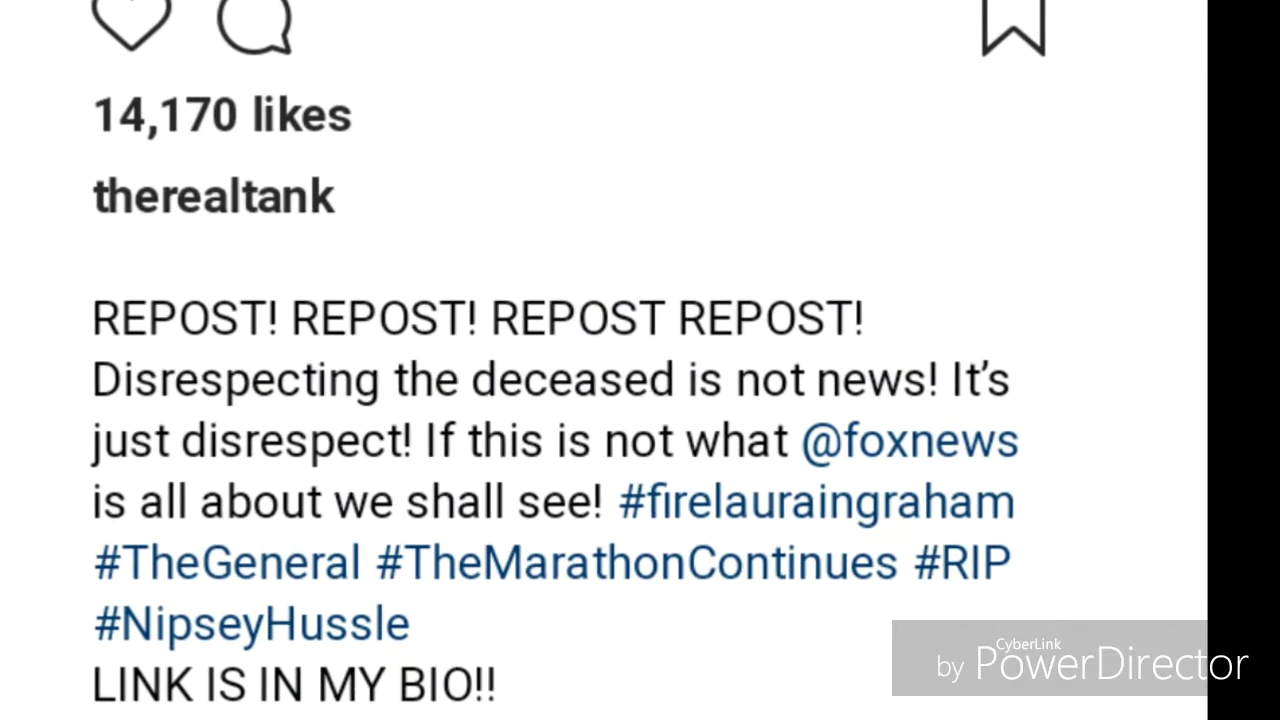 14,170 likes
therealtank
REPOST! REPOST! REPOST REPOST!
Disrespecting the deceased is not news! It’s
just disrespect! If this is not what @foxnews
is all about we shall see! #firelauraingraham
#TheGeneral #TheMarathonContinues #RIP
#NipseyHussle
LINK IS IN MY BIO!!
CyberLink
by PowerDirector